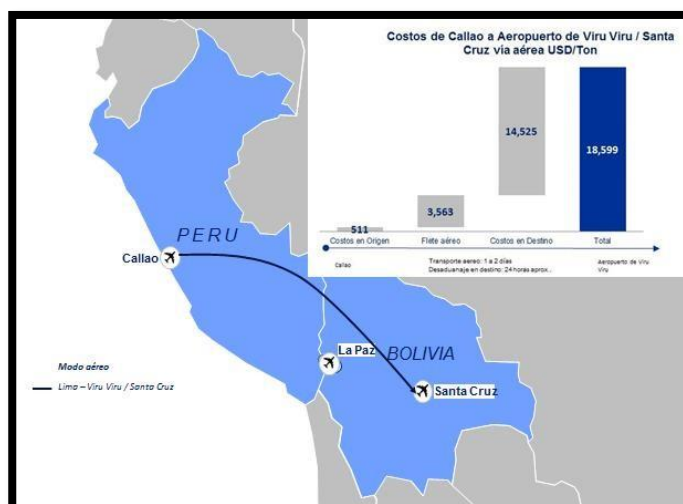 Costos de Callao a Aeropuerto de Viru Viru / Santa
Cruz vía aérea USD/Ton
14,525
18,599
3,563
511
Costos en Origen
Flete aéreo
Costos en Destino
Total
Callao
Transporte aereo: 1 a 2 días
Desaduanaje en destino: 24 horas aprox...
Aeropuerto de Viru
Viru
PERU
Callao
La Paz
BOLIVIA
Santa Cruz
Modo aéreo
Lima – Viru Viru / Santa Cruz